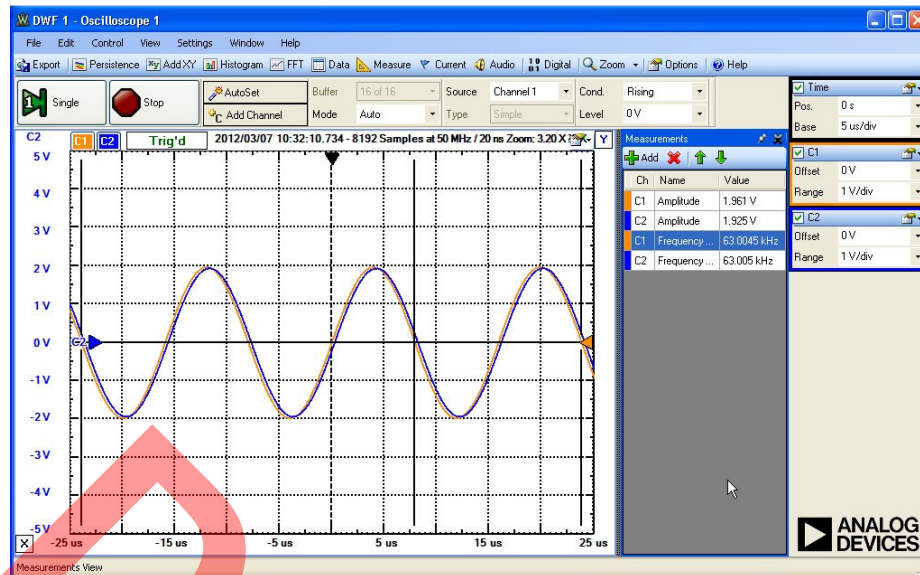 DWF 1 - Oscilloscope 1
File Edit Control View Settings Window Help
Export Persistence Add XY Histogram FFT Data Measure Current Audio Digital Zoom Options Help
Single Stop AutoSet Buffer 16 of 16 Source Channel 1 Cond. Rising
Add Channel Mode Auto Type Simple Level 0 V
Time
Pos. 0 s
Base 5 us/div
C2 C1 C2 Trig'd 2012/03/07 10:32:10.734 - 8192 Samples at 50 MHz / 20 ns Zoom: 3.20 X Y
Measurements
Add
Ch Name Value
C1 Amplitude 1.961 V
C2 Amplitude 1.925 V
C1 Frequency ... 63.0045 kHz
C2 Frequency ... 63.005 kHz
C1
Offset 0 V
Range 1 V/div
C2
Offset 0 V
Range 1 V/div
5 V
4 V
3 V
2 V
1 V
0 V C2
-1 V
-2 V
-3 V
-4 V
-5 V
X -25 us -15 us -5 us 5 us 15 us 25 us
ANALOG
DEVICES
Measurements View